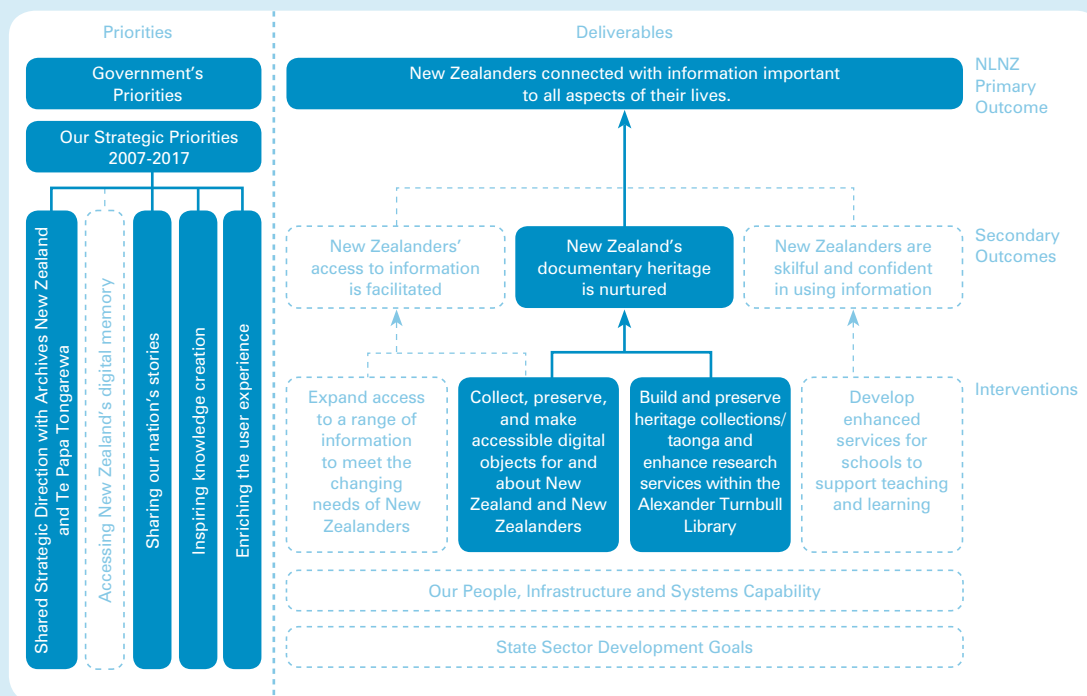 Priorities
Government's
Priorities
Our Strategic Priorities
2007-2017
Shared Strategic Direction with Archives New Zealand
and Te Papa Tongarewa
Accessing New Zealand's digital memory
Sharing our nation's stories
Inspiring knowledge creation
Enriching the user experience
Deliverables
New Zealanders connected with information important
to all aspects of their lives.
NLNZ
Primary
Outcome
New Zealanders'
access to information
is facilitated
New Zealand's
documentary heritage
is nurtured
New Zealanders are
skilful and confident
in using information
Secondary
Outcomes
Expand access
to a range of
information
to meet the
changing
needs of New
Zealanders
Collect, preserve,
and make
accessible digital
objects for and
about New
Zealand and New
Zealanders
Build and preserve
heritage collections/
taonga and
enhance research
services within the
Alexander Turnbull
Library
Develop
enhanced
services for
schools to
support teaching
and learning
Interventions
Our People, Infrastructure and Systems Capability
State Sector Development Goals